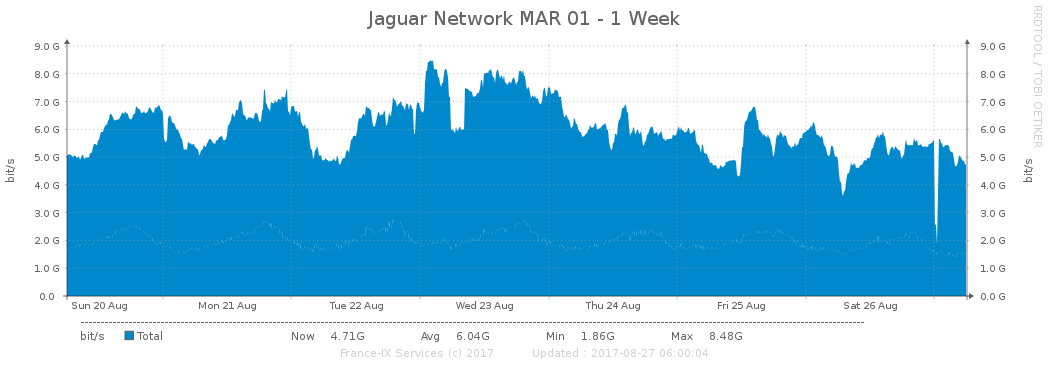 Jaguar Network MAR 01 - 1 Week
RRDTOOL / TOBI OETIKER
9.0 G 9.0 G
8.0 G 8.0 G
7.0 G 7.0 G
6.0 G 6.0 G
5.0 G 5.0 G
4.0 G 4.0 G
3.0 G 3.0 G
2.0 G 2.0 G
1.0 G 1.0 G
0.0 0.0 G
bit/s bit/s
Sun 20 Aug Mon 21 Aug Tue 22 Aug Wed 23 Aug Thu 24 Aug Fri 25 Aug Sat 26 Aug
bit/s Total Now 4.71G Avg 6.04G Min 1.86G Max 8.48G
France-IX Services (c) 2017 Updated : 2017-08-27 06:00:04